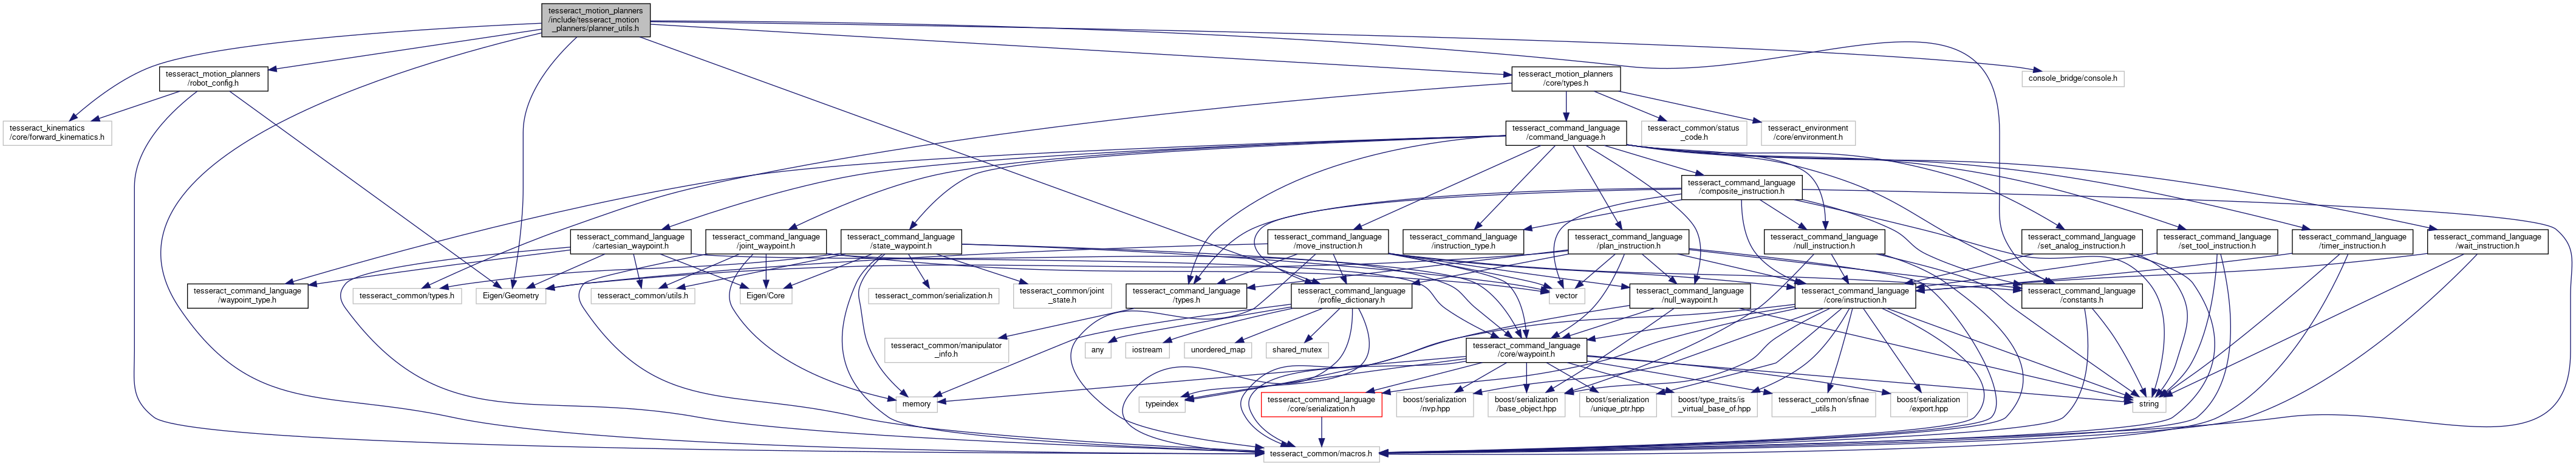 tesseract_motion_planners
/include/tesseract_motion
_planners/planner_utils.h
tesseract_motion_planners
/robot_config.h
tesseract_motion_planners
/core/types.h
console_bridge/console.h
tesseract_kinematics
/core/forward_kinematics.h
tesseract_command_language
/command_language.h
tesseract_common/status
_code.h
tesseract_environment
/core/environment.h
tesseract_command_language
/composite_instruction.h
tesseract_command_language
/cartesian_waypoint.h
tesseract_command_language
/joint_waypoint.h
tesseract_command_language
/state_waypoint.h
tesseract_command_language
/move_instruction.h
tesseract_command_language
/instruction_type.h
tesseract_command_language
/plan_instruction.h
tesseract_command_language
/null_instruction.h
tesseract_command_language
/set_analog_instruction.h
tesseract_command_language
/set_tool_instruction.h
tesseract_command_language
/timer_instruction.h
tesseract_command_language
/wait_instruction.h
tesseract_command_language
/waypoint_type.h
tesseract_common/types.h
Eigen/Geometry
tesseract_common/utils.h
Eigen/Core
tesseract_common/serialization.h
tesseract_common/joint
_state.h
tesseract_command_language
/types.h
tesseract_command_language
/profile_dictionary.h
vector
tesseract_command_language
/null_waypoint.h
tesseract_command_language
/core/instruction.h
tesseract_command_language
/constants.h
tesseract_common/manipulator
_info.h
any
iostream
unordered_map
shared_mutex
tesseract_command_language
/core/waypoint.h
memory
typeindex
tesseract_command_language
/core/serialization.h
boost/serialization
/nvp.hpp
boost/serialization
/base_object.hpp
boost/serialization
/unique_ptr.hpp
boost/type_traits/is
_virtual_base_of.hpp
tesseract_common/sfinae
_utils.h
boost/serialization
/export.hpp
string
tesseract_common/macros.h